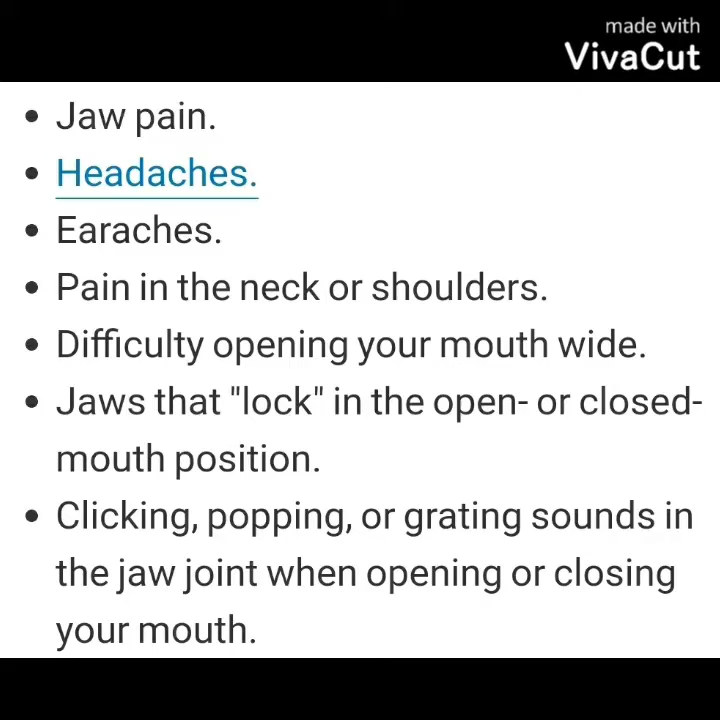 made with
VivaCut
• Jaw pain.
• Headaches.
• Earaches.
• Pain in the neck or shoulders.
• Difficulty opening your mouth wide.
• Jaws that "lock" in the open- or closed-
mouth position.
• Clicking, popping, or grating sounds in
the jaw joint when opening or closing
your mouth.